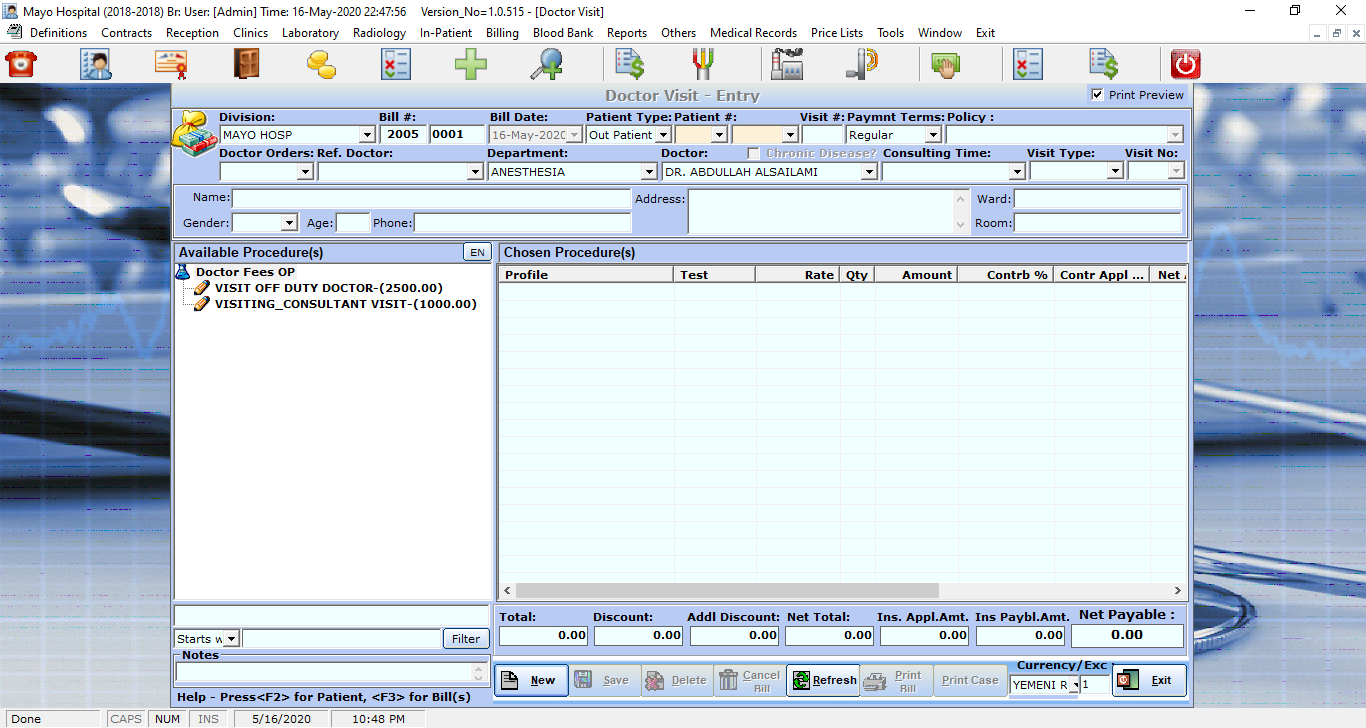 Mayo Hospital (2018-2018) Br: User: [Admin] Time: 16-May-2020 22:47:56 Version_No=1.0.515 - [Doctor Visit]
Definitions Contracts Reception Clinics Laboratory Radiology In-Patient Billing Blood Bank Reports Others Medical Records Price Lists Tools Window Exit
Doctor Visit - Entry Print Preview
Division: Bill #: Bill Date: Patient Type: Patient #: Visit #: Paymnt Terms: Policy :
MAYO HOSP 2005 0001 16-May-2020 Out Patient Regular
Doctor Orders: Ref. Doctor: Department: Doctor: Chronic Disease? Consulting Time: Visit Type: Visit No:
ANESTHESIA DR. ABDULLAH ALSAILAMI
Name: Address: Ward:
Gender: Age: Phone: Room:
Available Procedure(s) EN Chosen Procedure(s)
Doctor Fees OP
VISIT OFF DUTY DOCTOR-(2500.00)
VISITING_CONSULTANT VISIT-(1000.00)
Profile Test Rate Qty Amount Contrb % Contr Appl ... Net
Total: Discount: Addl Discount: Net Total: Ins. Appl.Amt. Ins Paybl.Amt. Net Payable :
0.00 0.00 0.00 0.00 0.00 0.00 0.00
Starts w Filter
Notes
Help - Press<F2> for Patient, <F3> for Bill(s)
New Save Delete Cancel Bill Refresh Print Bill Print Case
Currency/Exc :
YEMENI R 1 Exit
Done CAPS NUM INS 5/16/2020 10:48 PM